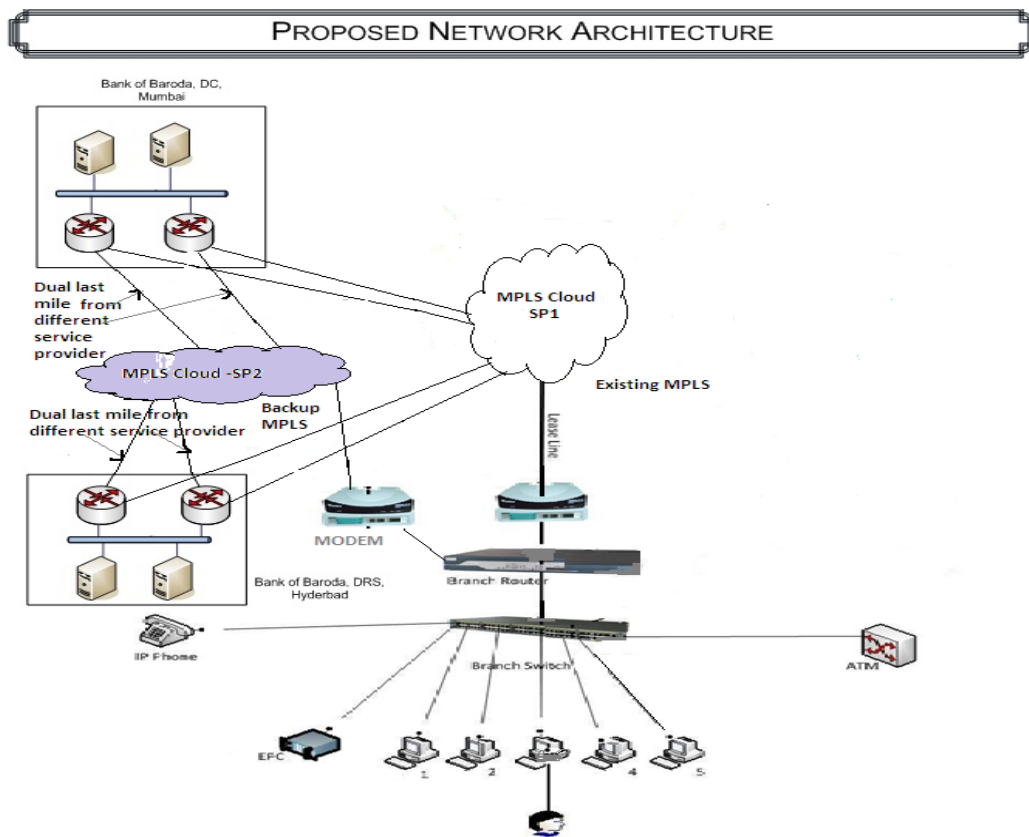 PROPOSED NETWORK ARCHITECTURE
Bank of Baroda, DC,
Mumbai
Dual last
mile from
different
service
provider
MPLS Cloud
SP1
MPLS Cloud -SP2
Existing MPLS
Backup
MPLS
Dual last mile from
different service provider
Lease Line
MODEM
Branch Router
Bank of Baroda, DRS,
Hyderbad
IP Phome
Branch Switch
ATM
EPC
1
2
4
5